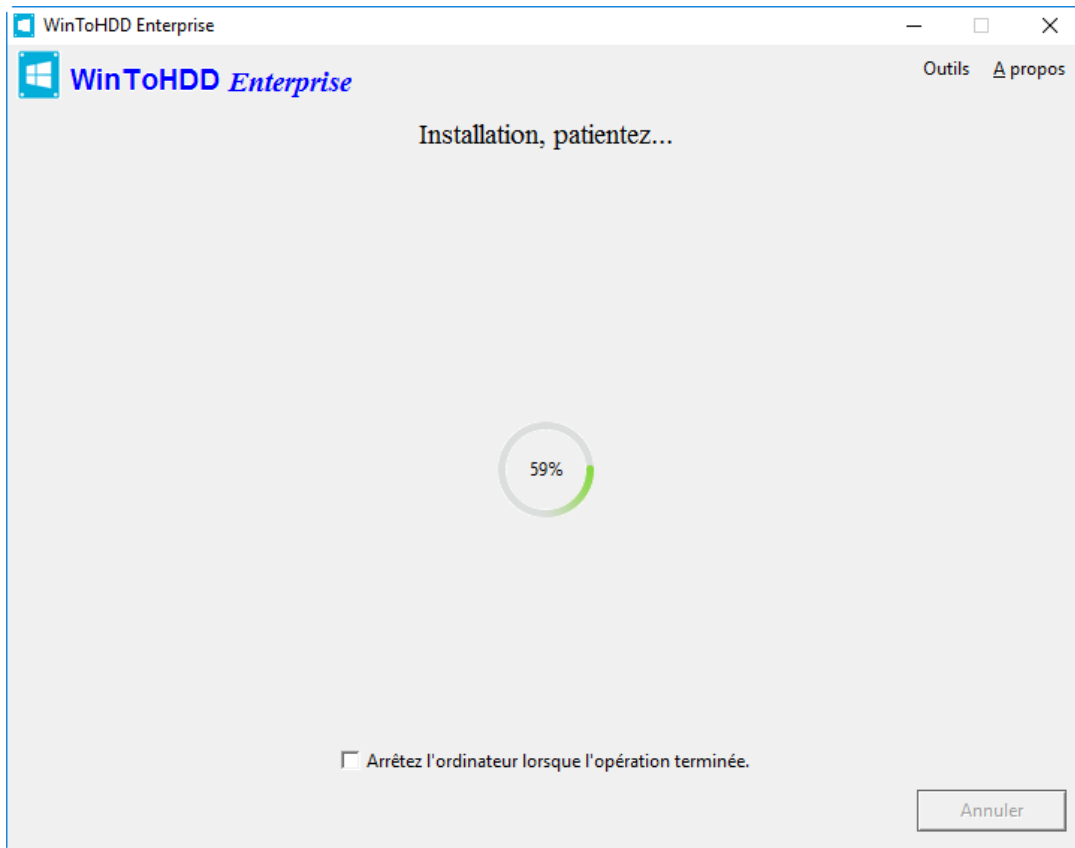 WinToHDD Enterprise
WinToHDD Enterprise
Outils A propos
Installation, patientez...
59%
Arrêtez l'ordinateur lorsque l'opération terminée.
Annuler